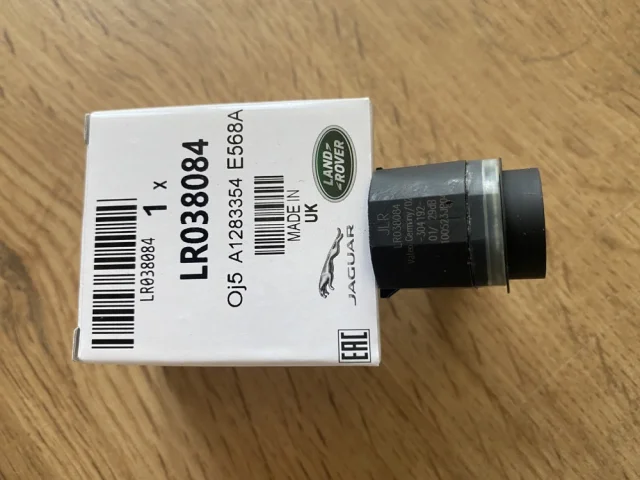 LR038084
1 x
LR038084
Oj5 A1283354 E568A
MADE IN
UK
LAND
ROVER
JAGUAR
EAC
JLR
LR038084